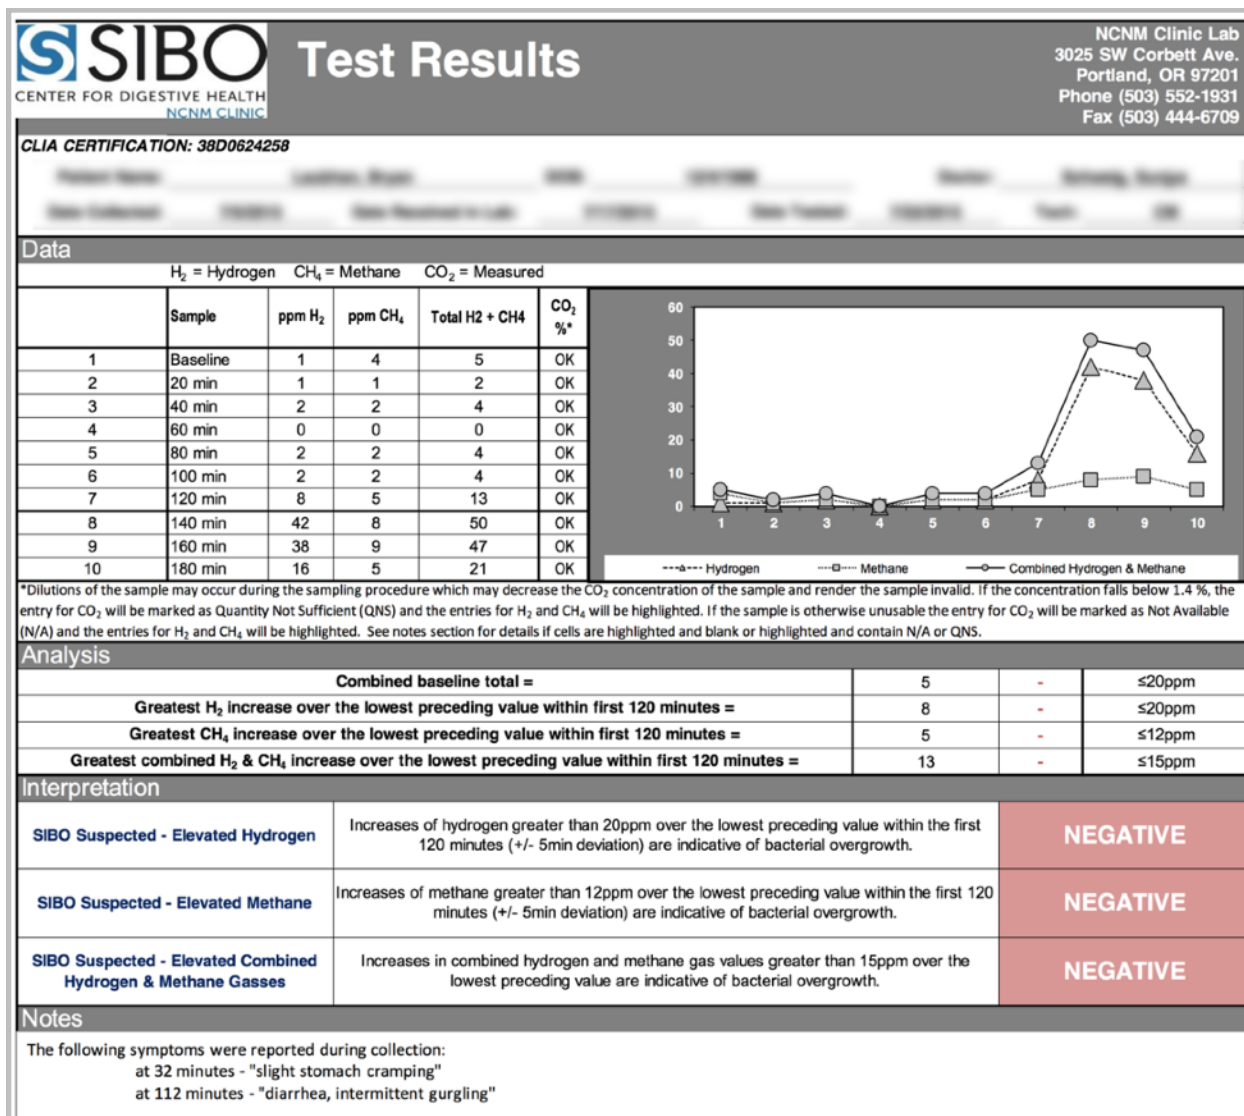 SIBO
CENTER FOR DIGESTIVE HEALTH
NCNM CLINIC
Test Results
NCNM Clinic Lab
3025 SW Corbett Ave.
Portland, OR 97201
Phone (503) 552-1931
Fax (503) 444-6709
CLIA CERTIFICATION: 38D0624258
Data
H₂ = Hydrogen CH₄ = Methane CO₂ = Measured
Sample ppm H₂ ppm CH₄ Total H2 + CH4 CO₂ %*
1 Baseline 1 4 5 OK
2 20 min 1 1 2 OK
3 40 min 2 2 4 OK
4 60 min 0 0 0 OK
5 80 min 2 2 4 OK
6 100 min 2 2 4 OK
7 120 min 8 5 13 OK
8 140 min 42 8 50 OK
9 160 min 38 9 47 OK
10 180 min 16 5 21 OK
60
50
40
30
20
10
0
1 2 3 4 5 6 7 8 9 10
Hydrogen Methane Combined Hydrogen & Methane
*Dilutions of the sample may occur during the sampling procedure which may decrease the CO₂ concentration of the sample and render the sample invalid. If the concentration falls below 1.4 %, the
entry for CO₂ will be marked as Quantity Not Sufficient (QNS) and the entries for H₂ and CH₄ will be highlighted. If the sample is otherwise unusable the entry for CO₂ will be marked as Not Available
(N/A) and the entries for H₂ and CH₄ will be highlighted. See notes section for details if cells are highlighted and blank or highlighted and contain N/A or QNS.
Analysis
Combined baseline total = 5 - ≤20ppm
Greatest H₂ increase over the lowest preceding value within first 120 minutes = 8 - ≤20ppm
Greatest CH₄ increase over the lowest preceding value within first 120 minutes = 5 - ≤12ppm
Greatest combined H₂ & CH₄ increase over the lowest preceding value within first 120 minutes = 13 - ≤15ppm
Interpretation
SIBO Suspected - Elevated Hydrogen
Increases of hydrogen greater than 20ppm over the lowest preceding value within the first
120 minutes (+/- 5min deviation) are indicative of bacterial overgrowth.
NEGATIVE
SIBO Suspected - Elevated Methane
Increases of methane greater than 12ppm over the lowest preceding value within the first 120
minutes (+/- 5min deviation) are indicative of bacterial overgrowth.
NEGATIVE
SIBO Suspected - Elevated Combined
Hydrogen & Methane Gasses
Increases in combined hydrogen and methane gas values greater than 15ppm over the
lowest preceding value are indicative of bacterial overgrowth.
NEGATIVE
Notes
The following symptoms were reported during collection:
at 32 minutes - "slight stomach cramping"
at 112 minutes - "diarrhea, intermittent gurgling"